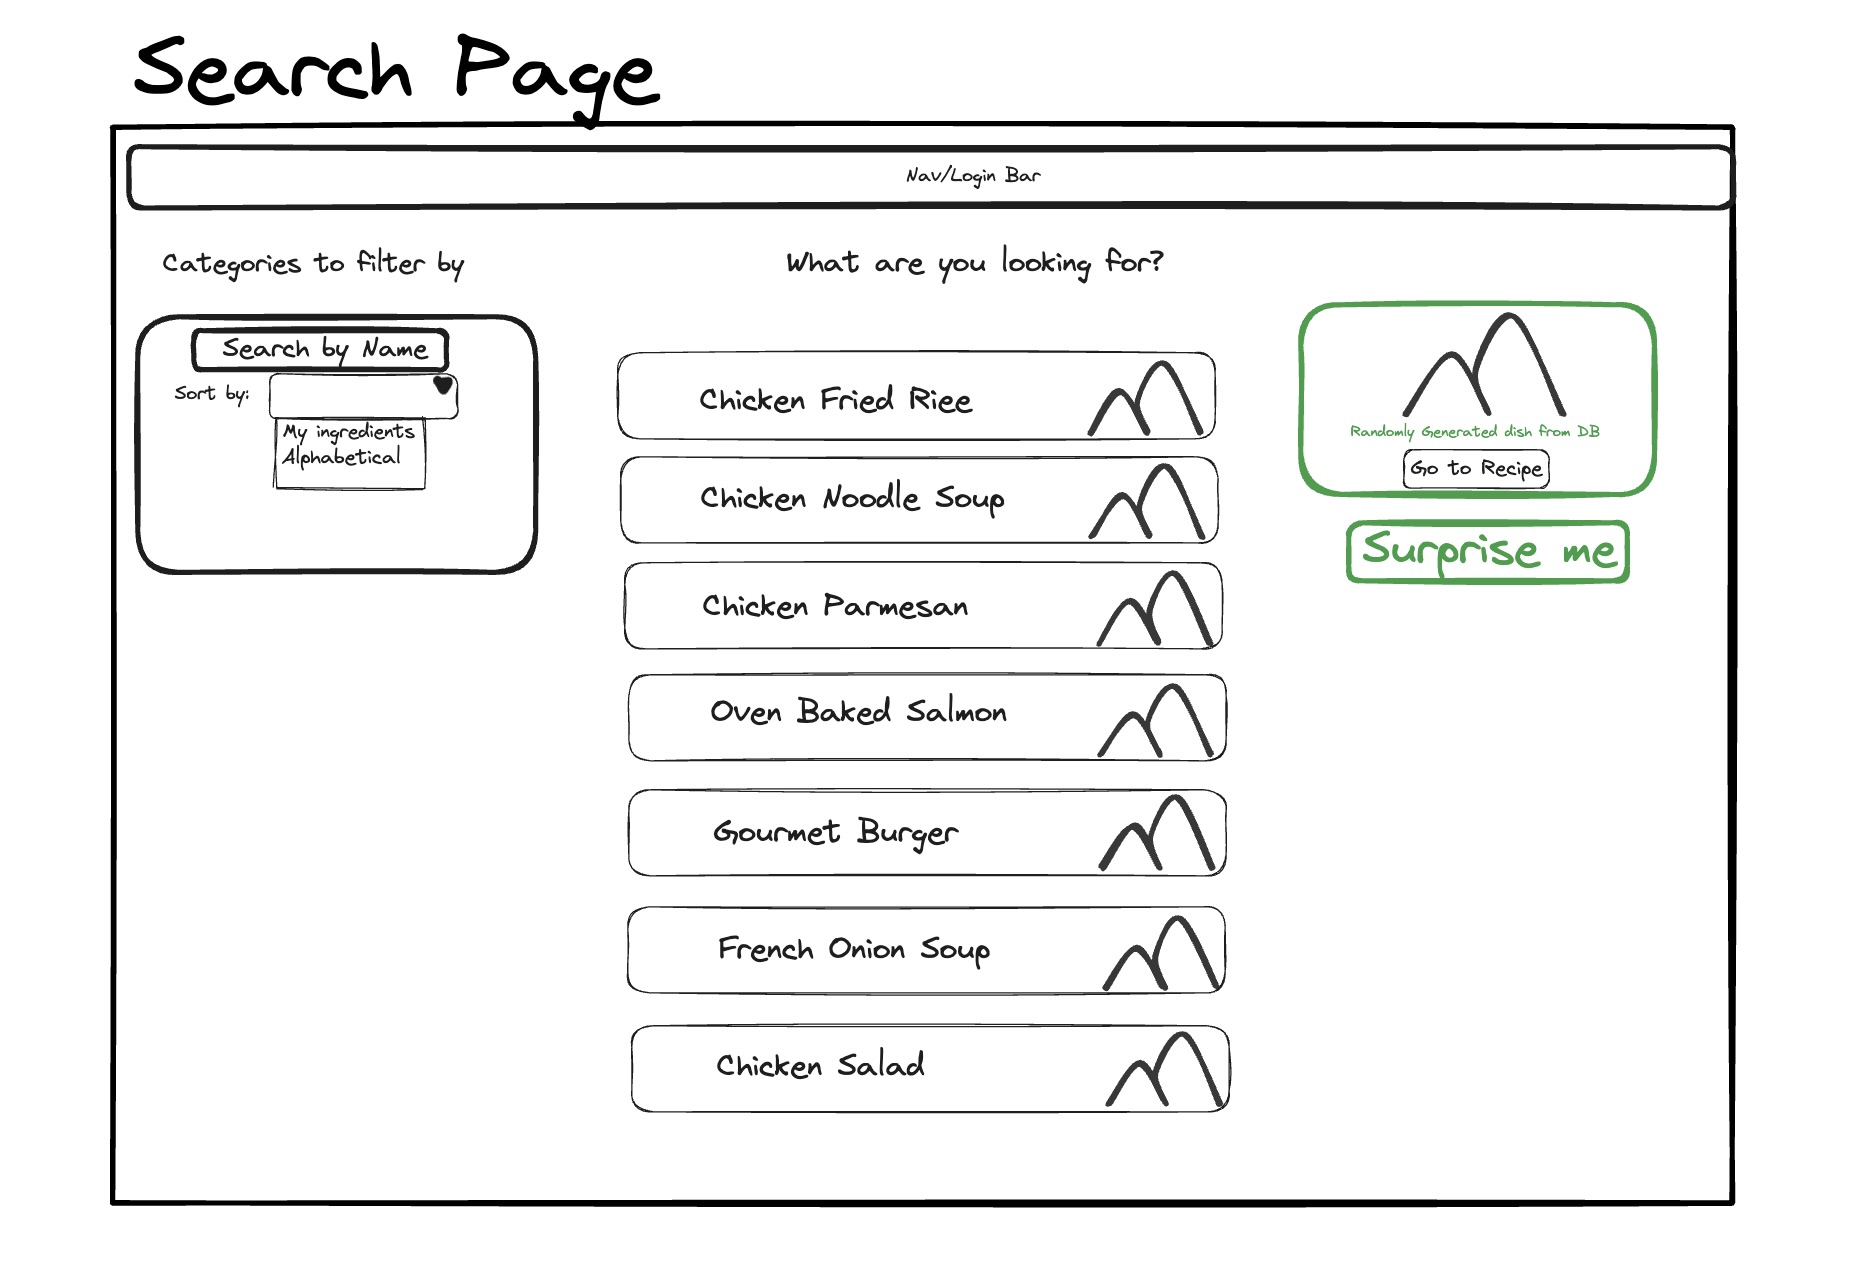 Search Page
Nav/Login Bar
Categories to filter by
Search by Name
Sort by:
My ingredients
Alphabetical
What are you looking for?
Chicken Fried Riee
Chicken Noodle Soup
Chicken Parmesan
Oven Baked Salmon
Gourmet Burger
French Onion Soup
Chicken Salad
Randomly Generated dish from DB
Go to Recipe
Surprise me